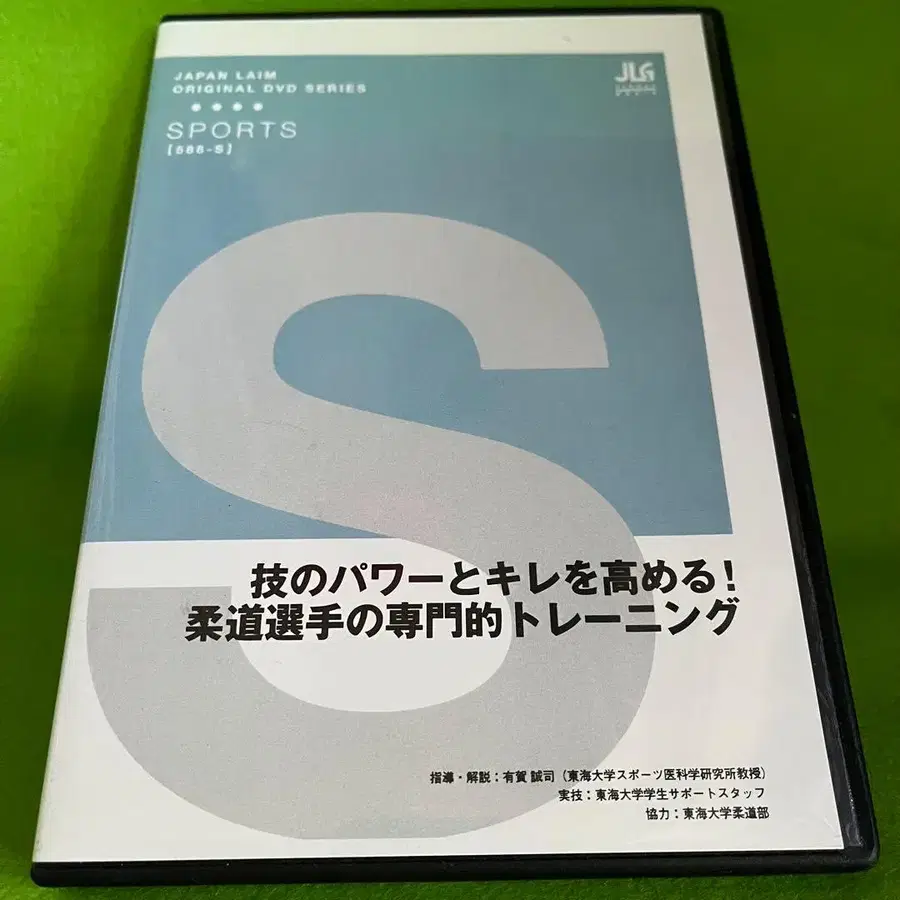 JAPAN LAIM
ORIGINAL DVD SERIES
SPORTS
JLG
S
技のパワーとキレを高める!
柔道選手の専門的トレーニング
指導・解説：有賀 誠司（東海大学スポーツ医科学研究所教授）
実技：東海大学学生サポートスタッフ
協力：東海大学柔道部